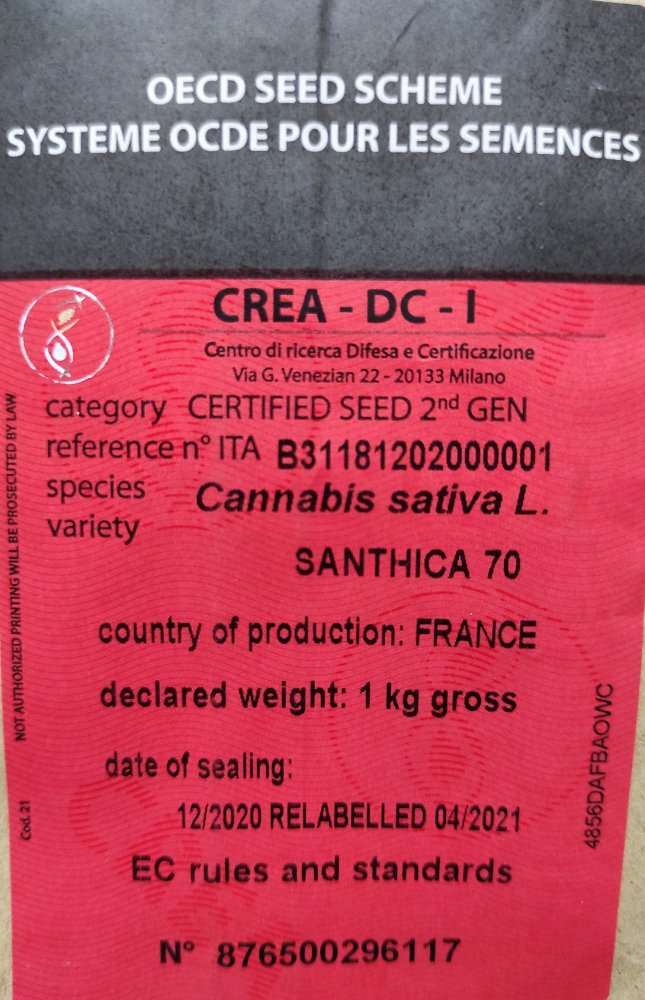 OECD SEED SCHEME
SYSTEME OCDE POUR LES SEMENCES
CREA - DC - I
Centro di ricerca Difesa e Certificazione
Via G. Venezian 22 - 20133 Milano
category CERTIFIED SEED 2nd GEN
reference n° ITA B31181202000001
species Cannabis sativa L.
variety
SANTHICA 70
country of production: FRANCE
declared weight: 1 kg gross
date of sealing:
12/2020 RELABELLED 04/2021
EC rules and standards
N° 876500296117
NOT AUTHORIZED PRINTING WILL BE PROSECUTED BY LAW
Cod.21
4856DAFBAOWC